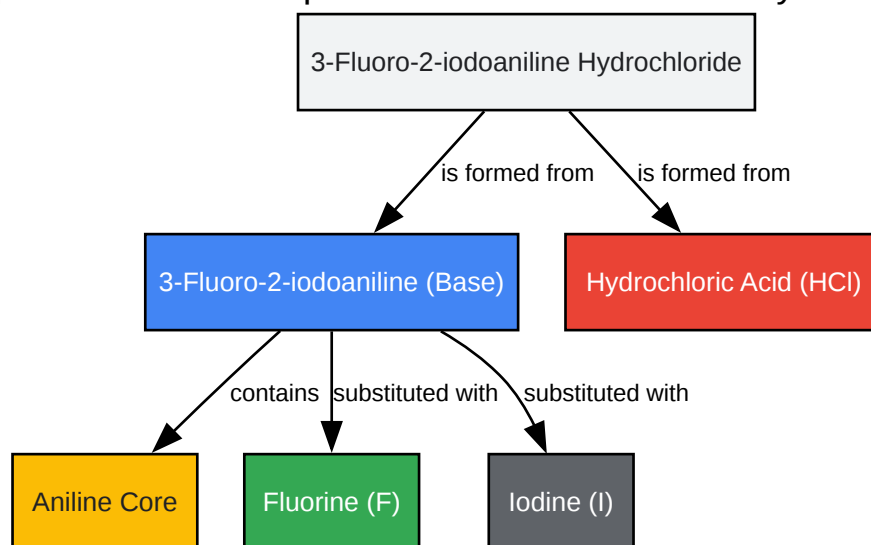 3-Fluoro-2-iodoaniline Hydrochloride
is formed from
is formed from
3-Fluoro-2-iodoaniline (Base)
Hydrochloric Acid (HCl)
contains
substituted with
substituted with
Aniline Core
Fluorine (F)
Iodine (I)